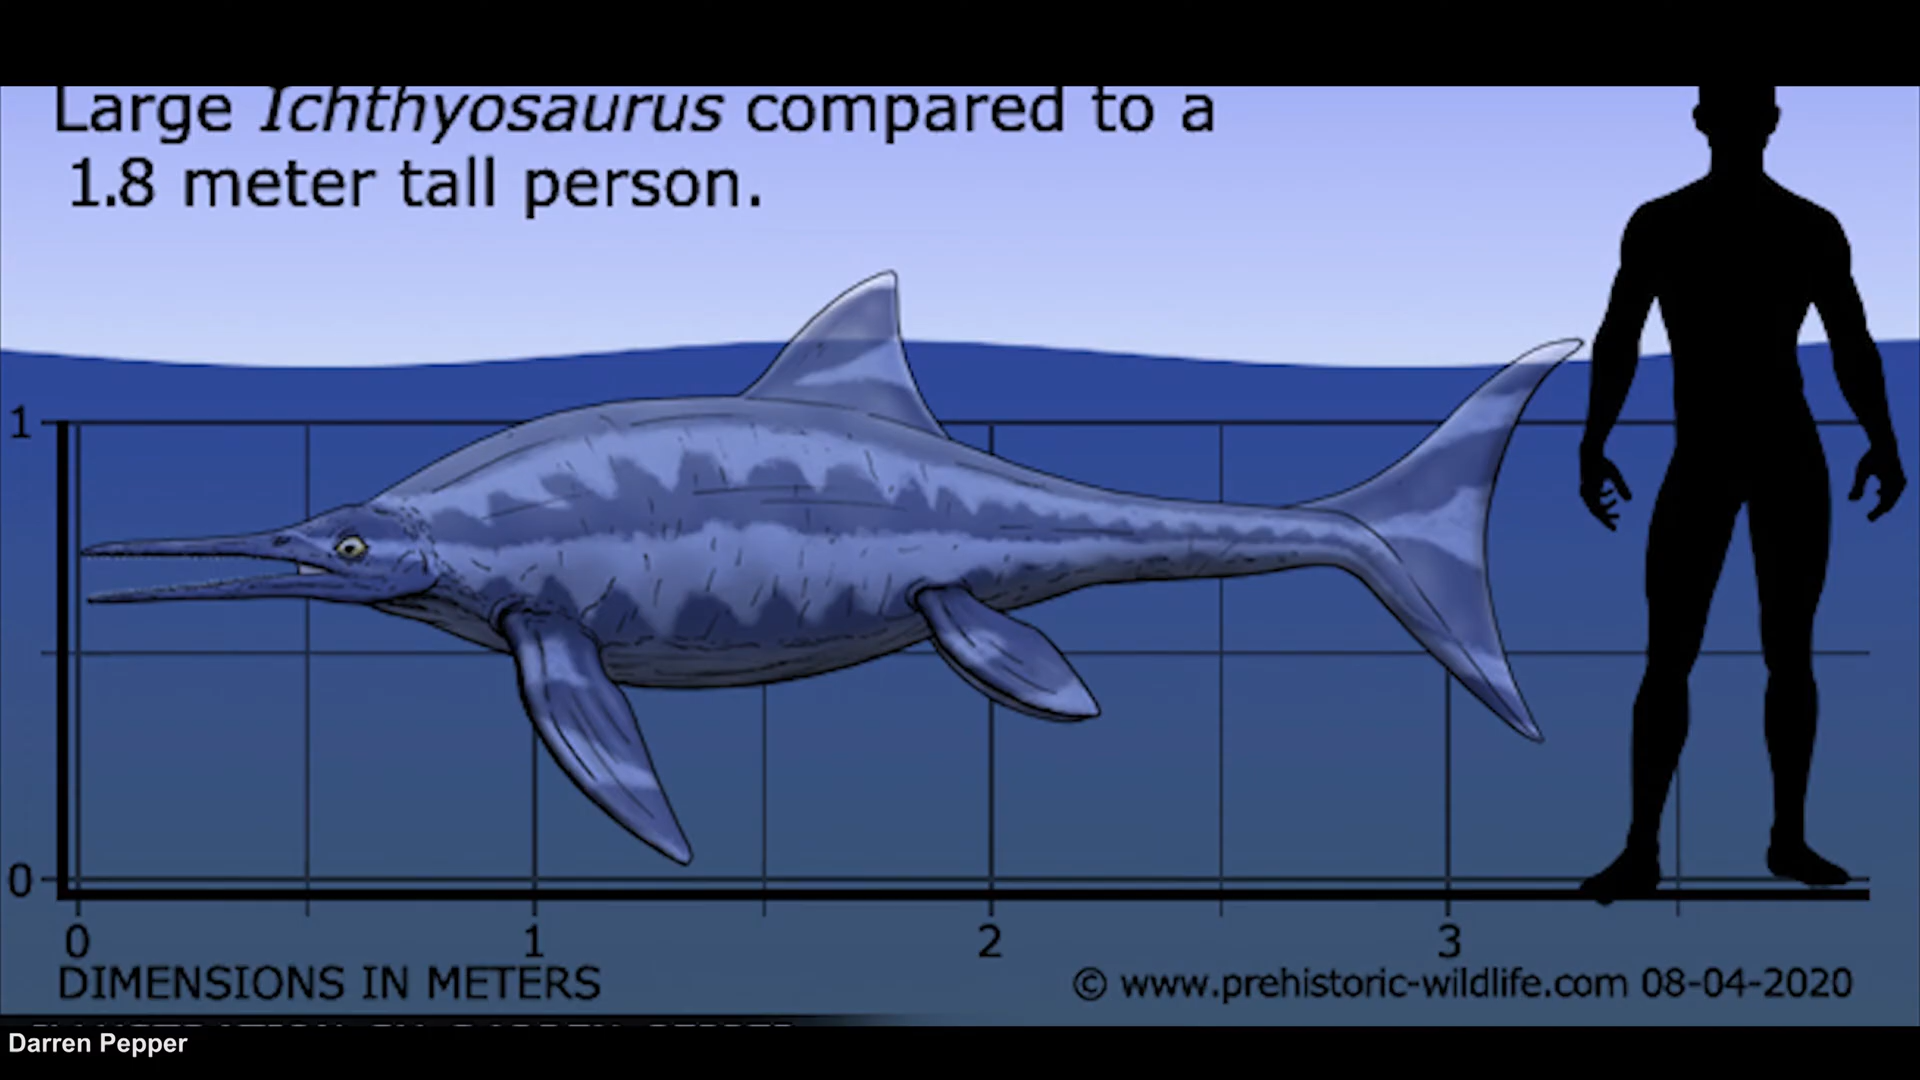 Large Ichthyosaurus compared to a
1.8 meter tall person.
1
0
0 1 2 3
DIMENSIONS IN METERS
© www.prehistoric-wildlife.com 08-04-2020
Darren Pepper